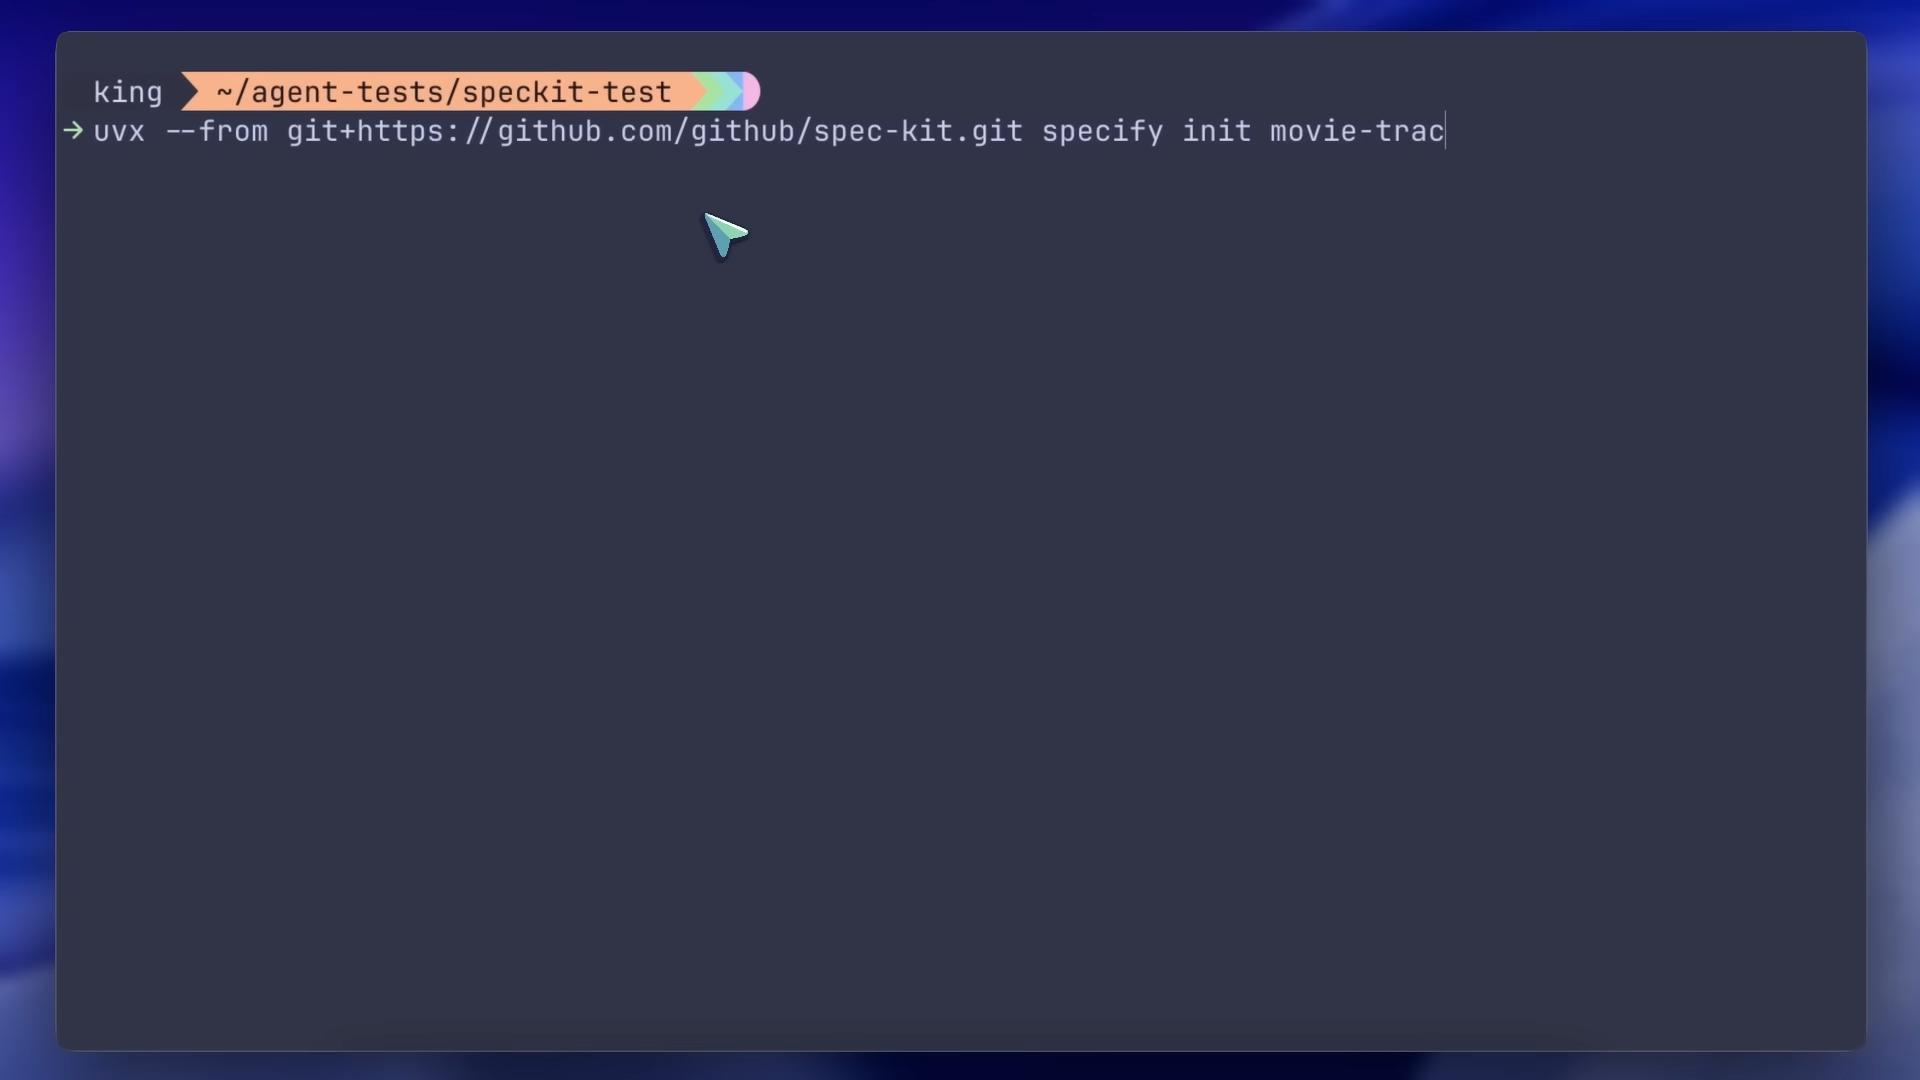 king ~/agent-tests/speckit-test
→ uvx --from git+https://github.com/github/spec-kit.git specify init movie-trac